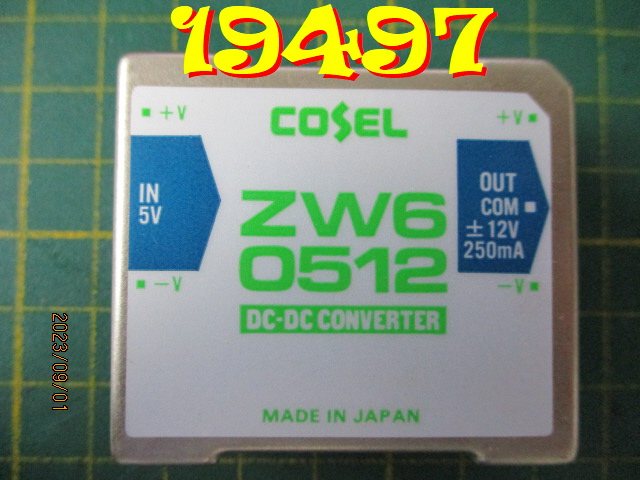 19497
+V
COSEL
+V
IN
5V
ZW6
0512
OUT
COM
±12V
250mA
-V
-V
DC-DC CONVERTER
MADE IN JAPAN
2023/09/01